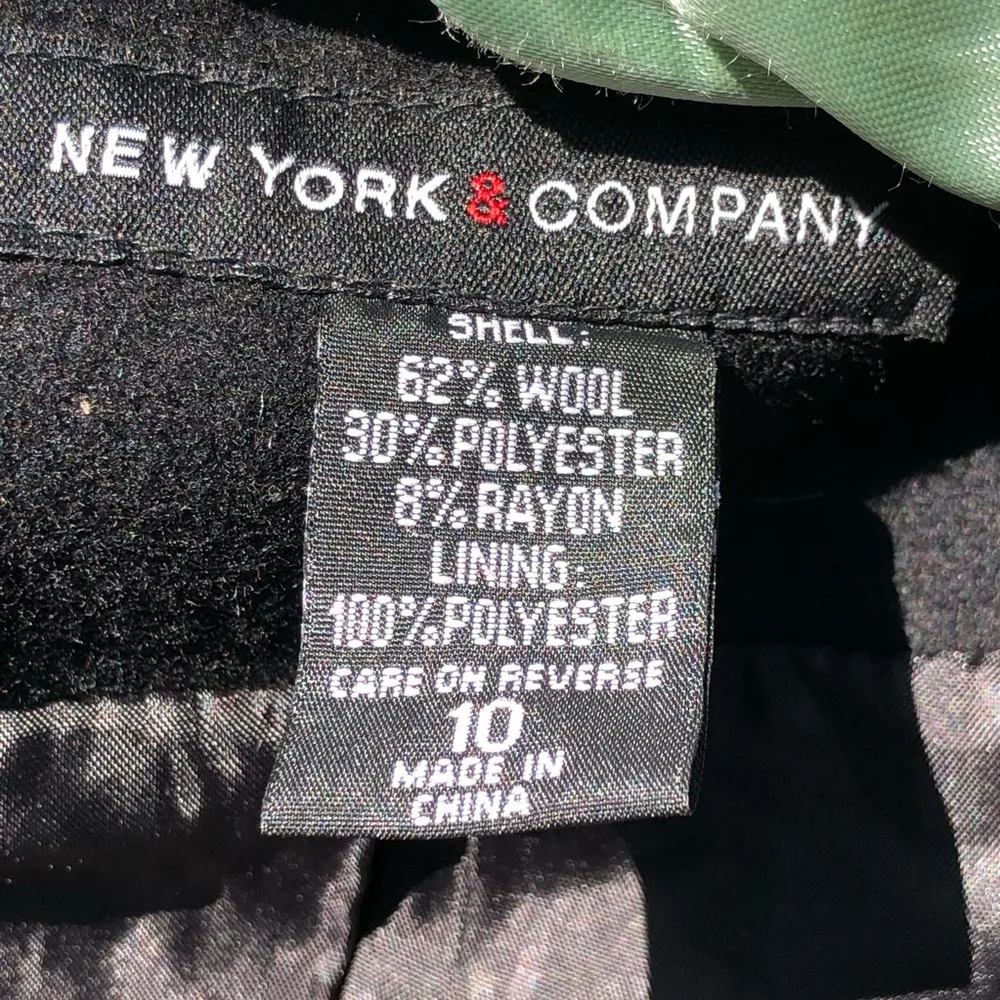 NEW YORK & COMPANY
SHELL:
62% WOOL
30% POLYESTER
8% RAYON
LINING:
100% POLYESTER
CARE ON REVERSE
10
MADE IN
CHINA